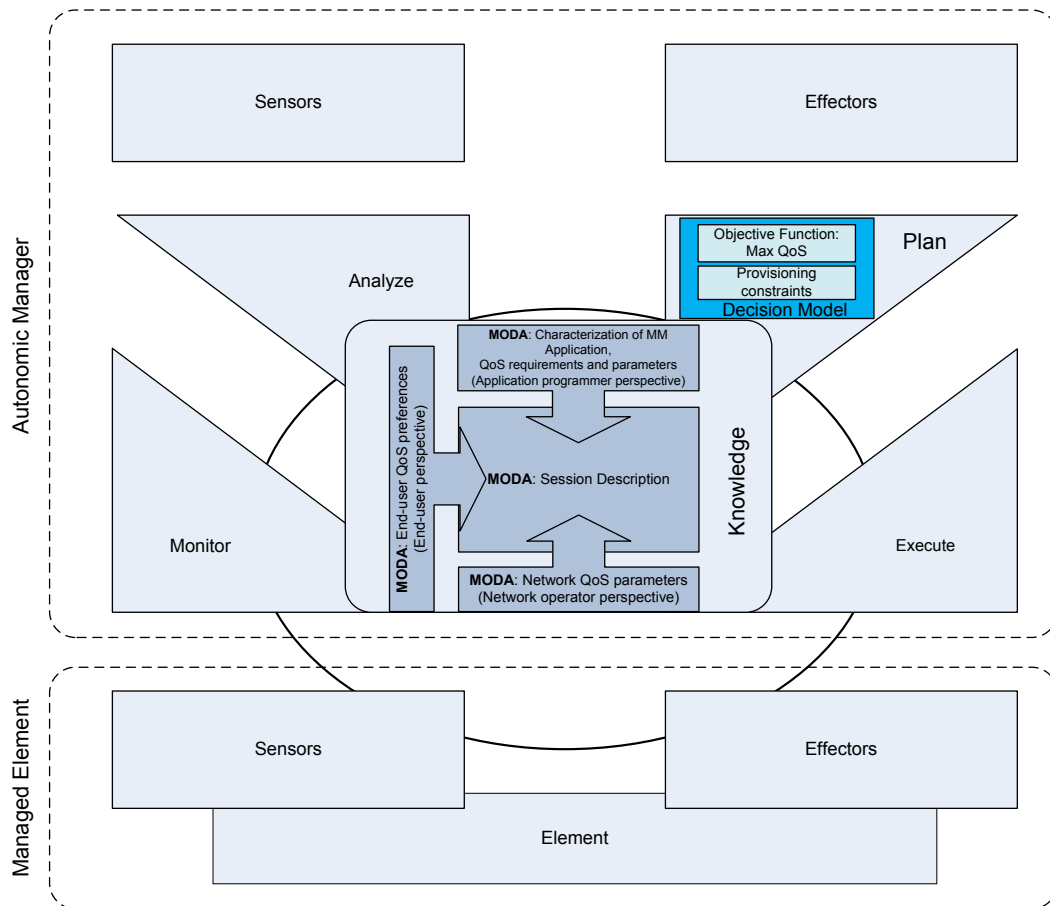 Autonomic Manager
Sensors
Effectors
Analyze
Objective Function:
Max QoS
Provisioning
constraints
Decision Model
Plan
MODA: Characterization of MM
Application,
QoS requirements and parameters
(Application programmer perspective)
MODA: End-user QoS preferences
(End-user perspective)
MODA: Session Description
Knowledge
Monitor
Execute
MODA: Network QoS parameters
(Network operator perspective)
Managed Element
Sensors
Effectors
Element